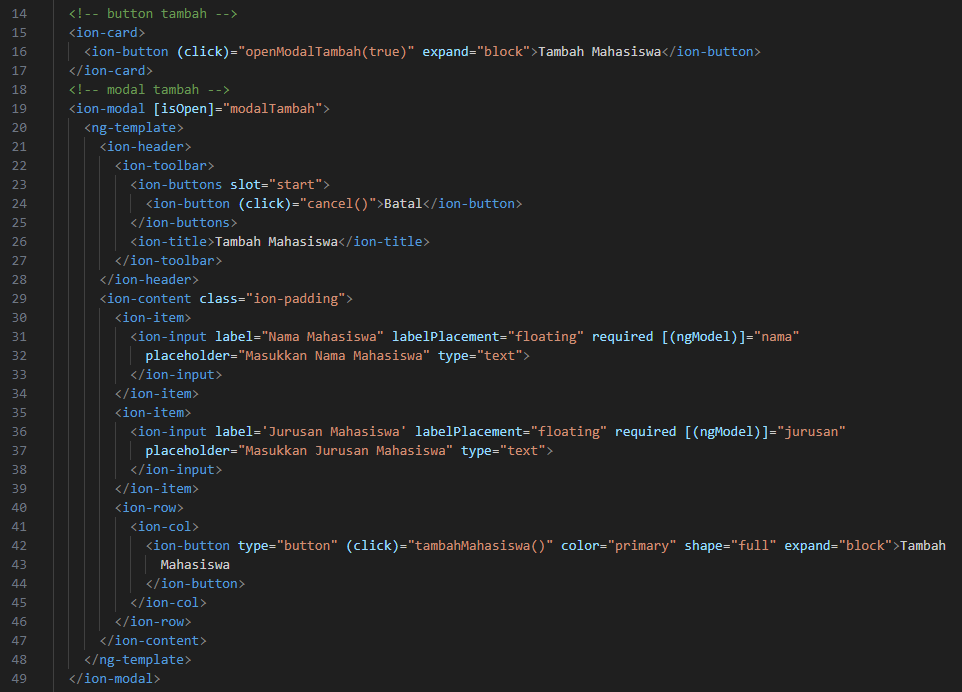 14 <!-- button tambah -->
15 <ion-card>
16 <ion-button (click)="openModalTambah(true)" expand="block">Tambah Mahasiswa</ion-button>
17 </ion-card>
18 <!-- modal tambah -->
19 <ion-modal [isOpen]="modalTambah">
20 <ng-template>
21 <ion-header>
22 <ion-toolbar>
23 <ion-buttons slot="start">
24 <ion-button (click)="cancel()">Batal</ion-button>
25 </ion-buttons>
26 <ion-title>Tambah Mahasiswa</ion-title>
27 </ion-toolbar>
28 </ion-header>
29 <ion-content class="ion-padding">
30 <ion-item>
31 <ion-input label="Nama Mahasiswa" labelPlacement="floating" required [(ngModel)]="nama"
32 placeholder="Masukkan Nama Mahasiswa" type="text">
33 </ion-input>
34 </ion-item>
35 <ion-item>
36 <ion-input label='Jurusan Mahasiswa' labelPlacement="floating" required [(ngModel)]="jurusan"
37 placeholder="Masukkan Jurusan Mahasiswa" type="text">
38 </ion-input>
39 </ion-item>
40 <ion-row>
41 <ion-col>
42 <ion-button type="button" (click)="tambahMahasiswa()" color="primary" shape="full" expand="block">Tambah
43 Mahasiswa
44 </ion-button>
45 </ion-col>
46 </ion-row>
47 </ion-content>
48 </ng-template>
49 </ion-modal>